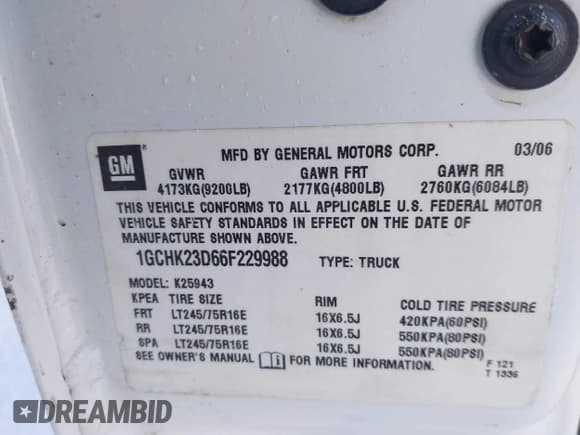 GM
MFD BY GENERAL MOTORS CORP. 03/06
GVWR GAWR FRT GAWR RR
4173KG(9200LB) 2177KG(4800LB) 2760KG(6084LB)
THIS VEHICLE CONFORMS TO ALL APPLICABLE U.S. FEDERAL MOTOR
VEHICLE SAFETY STANDARDS IN EFFECT ON THE DATE OF
MANUFACTURE SHOWN ABOVE.
1GCHK23D66F229988 TYPE: TRUCK
MODEL: K25943
KPEA TIRE SIZE RIM COLD TIRE PRESSURE
FRT LT245/75R16E 16X6.5J 420KPA(60PSI)
RR LT245/75R16E 16X6.5J 550KPA(80PSI)
SPA LT245/75R16E 16X6.5J 550KPA(80PSI)
SEE OWNER'S MANUAL i FOR MORE INFORMATION.
F 121
T 1336
DREAMBID